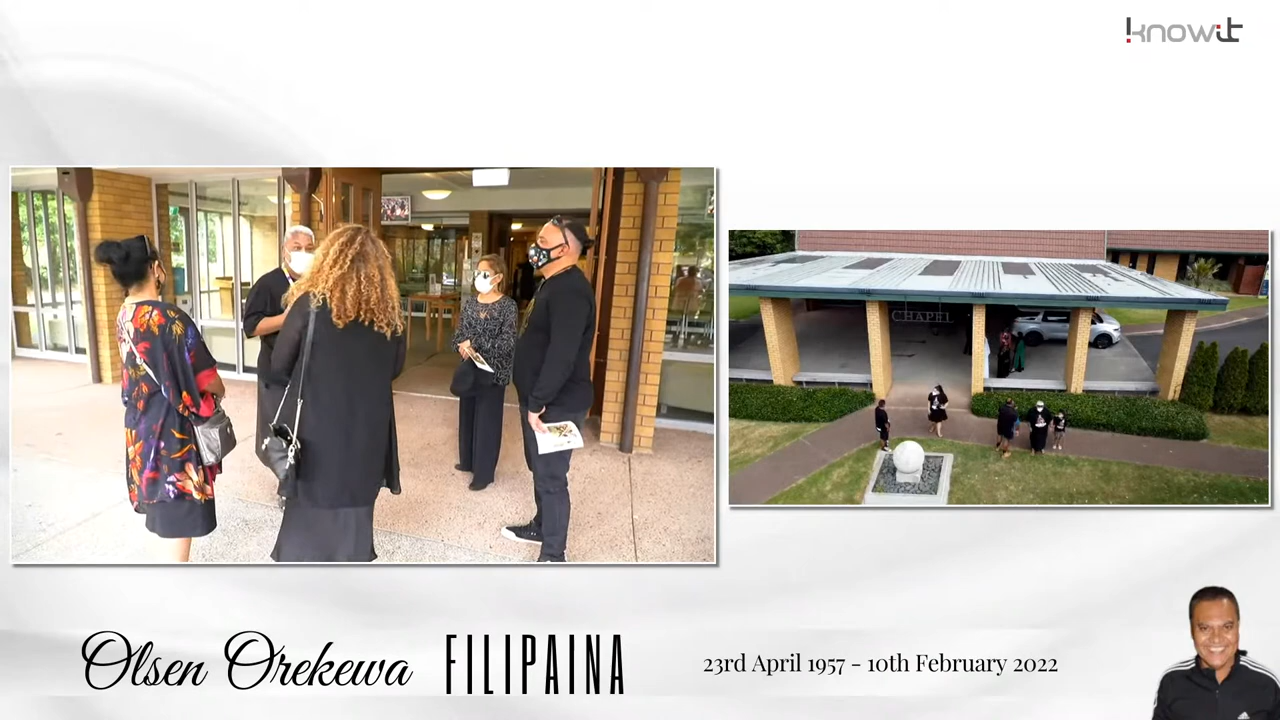 !knowit
CHAPEL
Olsen Orekewa FILIPAINA
23rd April 1957 - 10th February 2022